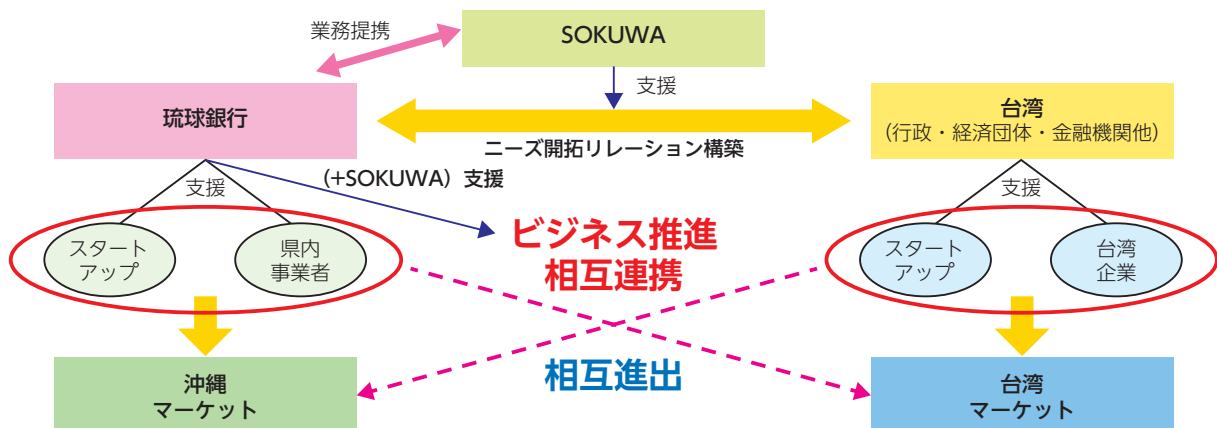 業務提携
SOKUWA
支援
琉球銀行
台湾
(行政・経済団体・金融機関他)
ニーズ開拓リレーション構築
支援
(+SOKUWA) 支援
支援
スタート
アップ
県内
事業者
ビジネス推進
相互連携
スタート
アップ
台湾
企業
相互進出
沖縄
マーケット
台湾
マーケット